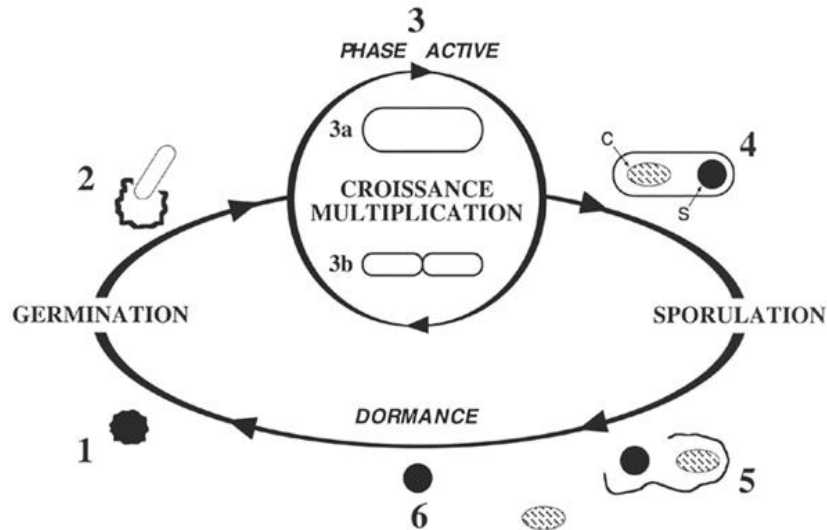 3
PHASE ACTIVE
3a
C
4
2
CROISSANCE
MULTIPLICATION
S
3b
GERMINATION
SPORULATION
DORMANCE
1
5
6